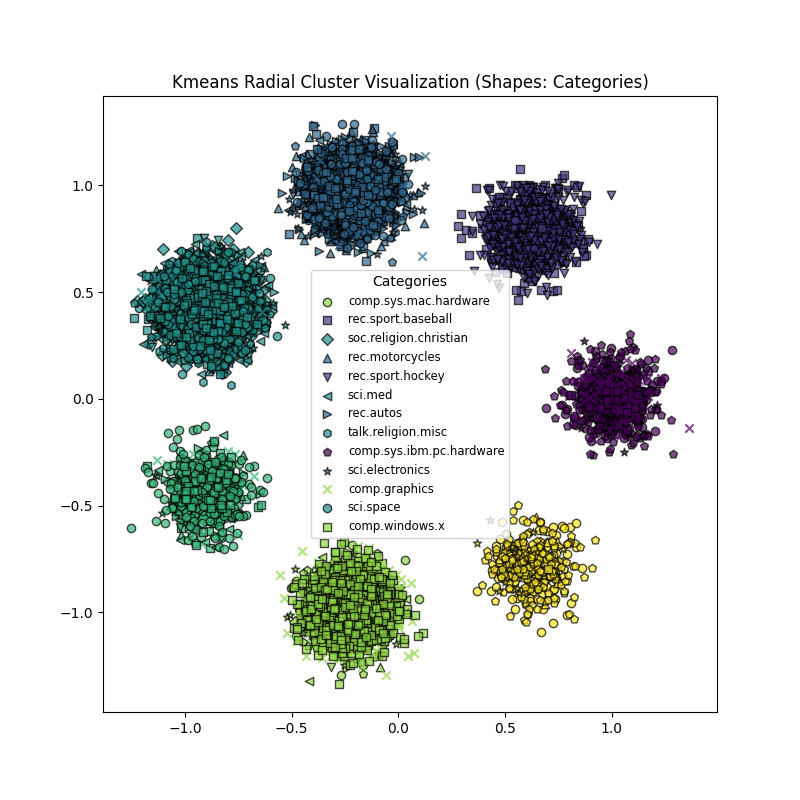 Kmeans Radial Cluster Visualization (Shapes: Categories)
1.0
0.5
0.0
−0.5
−1.0
Categories
comp.sys.mac.hardware
rec.sport.baseball
soc.religion.christian
rec.motorcycles
rec.sport.hockey
sci.med
rec.autos
talk.religion.misc
comp.sys.ibm.pc.hardware
sci.electronics
comp.graphics
sci.space
comp.windows.x
−1.0 −0.5 0.0 0.5 1.0